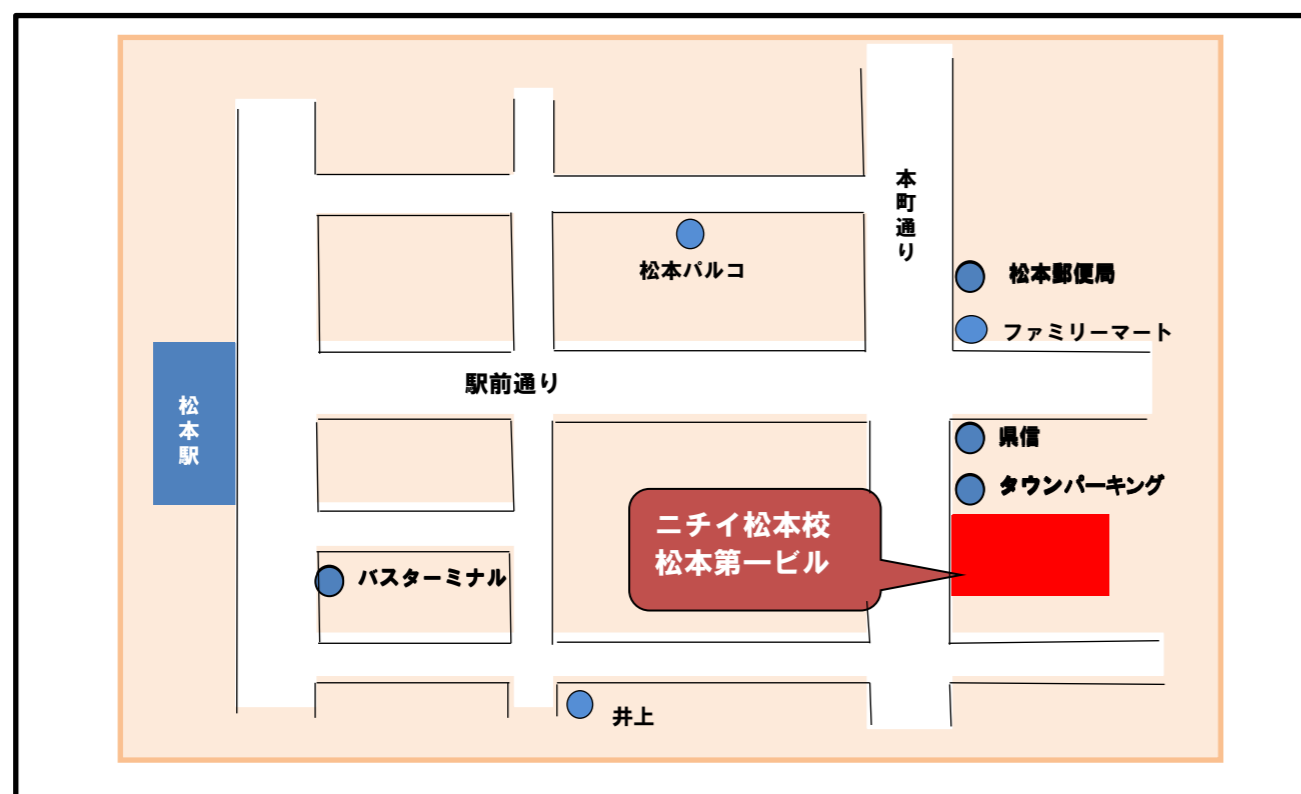 本町通り
松本パルコ
松本郵便局
ファミリーマート
駅前通り
松本駅
県信
タウンパーキング
ニチイ松本校
松本第一ビル
バスターミナル
井上